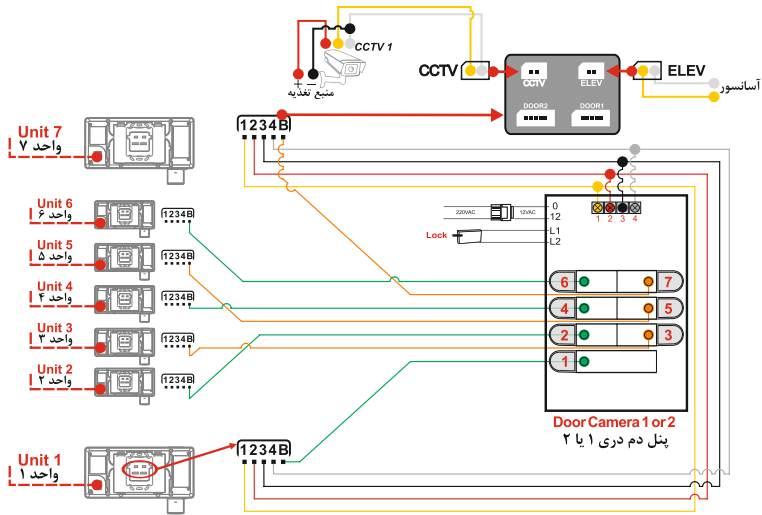 CCTV 1
+ −
منبع تغذیه
CCTV
ELEV
CCTV
ELEV
آسانسور
DOOR2
DOOR1
Unit 7
واحد ۷
1234B
Unit 6
واحد ۶
1234B
Unit 5
واحد ۵
1234B
Unit 4
واحد ۴
1234B
Unit 3
واحد ۳
1234B
Unit 2
واحد ۲
1234B
Unit 1
واحد ۱
1234B
1 2 3 4
220VAC
12VAC
0
12
Lock
L1
L2
6 7
4 5
2 3
1
Door Camera 1 or 2
پنل دم دری ۱ یا ۲